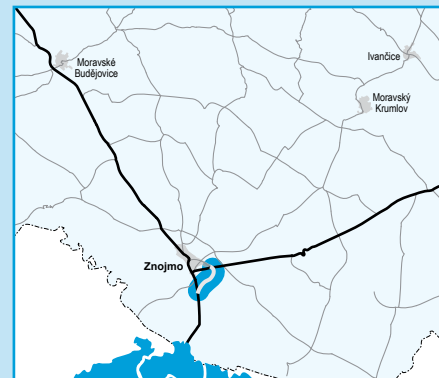 Moravské
Budějovice
Ivančice
Moravský
Krumlov
Znojmo